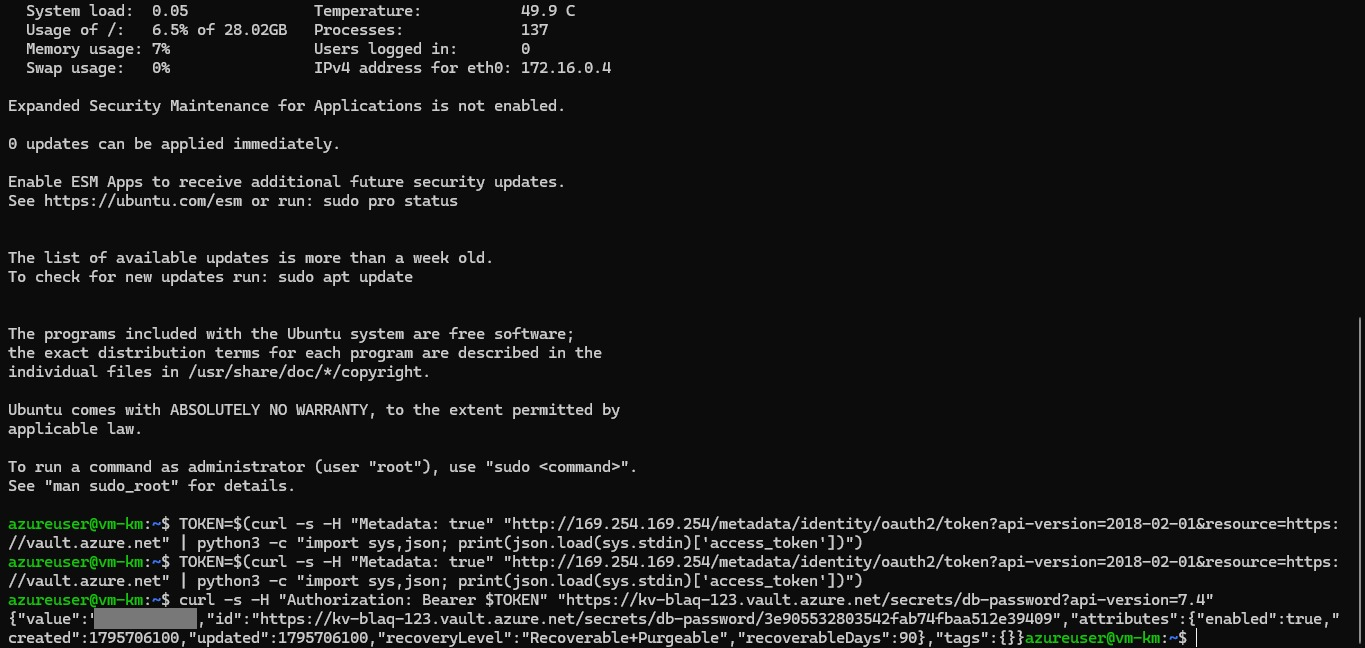 System load: 0.05 Temperature: 49.9 C
Usage of /: 6.5% of 28.02GB Processes: 137
Memory usage: 7% Users logged in: 0
Swap usage: 0% IPv4 address for eth0: 172.16.0.4
Expanded Security Maintenance for Applications is not enabled.
0 updates can be applied immediately.
Enable ESM Apps to receive additional future security updates.
See https://ubuntu.com/esm or run: sudo pro status
The list of available updates is more than a week old.
To check for new updates run: sudo apt update
The programs included with the Ubuntu system are free software;
the exact distribution terms for each program are described in the
individual files in /usr/share/doc/*/copyright.
Ubuntu comes with ABSOLUTELY NO WARRANTY, to the extent permitted by
applicable law.
To run a command as administrator (user "root"), use "sudo <command>".
See "man sudo_root" for details.
azureuser@vm-km:~$ TOKEN=$(curl -s -H "Metadata: true" "http://169.254.169.254/metadata/identity/oauth2/token?api-version=2018-02-01&resource=https:
//vault.azure.net" | python3 -c "import sys,json; print(json.load(sys.stdin)['access_token'])")
azureuser@vm-km:~$ TOKEN=$(curl -s -H "Metadata: true" "http://169.254.169.254/metadata/identity/oauth2/token?api-version=2018-02-01&resource=https:
//vault.azure.net" | python3 -c "import sys,json; print(json.load(sys.stdin)['access_token'])")
azureuser@vm-km:~$ curl -s -H "Authorization: Bearer $TOKEN" "https://kv-blaq-123.vault.azure.net/secrets/db-password?api-version=7.4"
{"value":" ,"id":"https://kv-blaq-123.vault.azure.net/secrets/db-password/3e905532803542fab74fbaa512e39409","attributes":{"enabled":true,"
created":1795706100,"updated":1795706100,"recoveryLevel":"Recoverable+Purgeable","recoverableDays":90},"tags":{}}azureuser@vm-km:~$